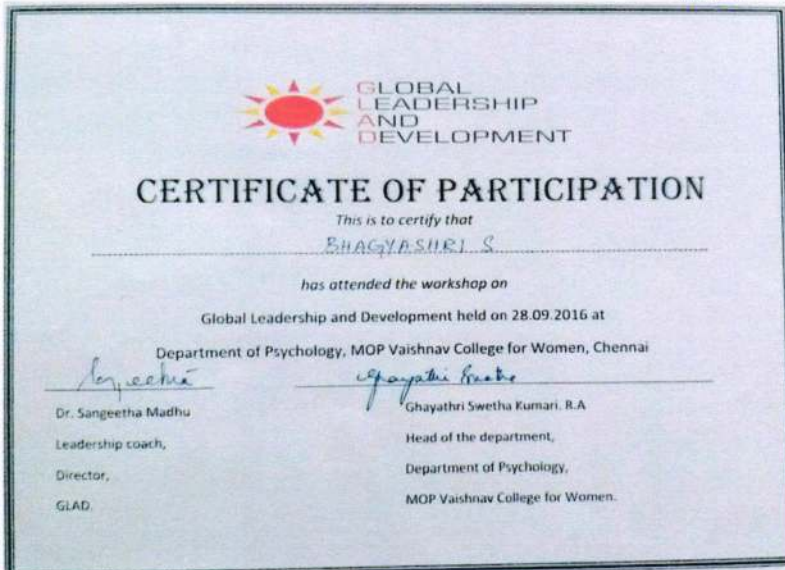 GLOBAL
LEADERSHIP
AND
DEVELOPMENT
CERTIFICATE OF PARTICIPATION
This is to certify that
BHAGYASHRI S
has attended the workshop on
Global Leadership and Development held on 28.09.2016 at
Department of Psychology, MOP Vaishnav College for Women, Chennai
Sangeetha
Ghayathri Swetha
Dr. Sangeetha Madhu
Leadership coach,
Director,
GLAD.
Ghayathri Swetha Kumari. R.A
Head of the department,
Department of Psychology,
MOP Vaishnav College for Women.